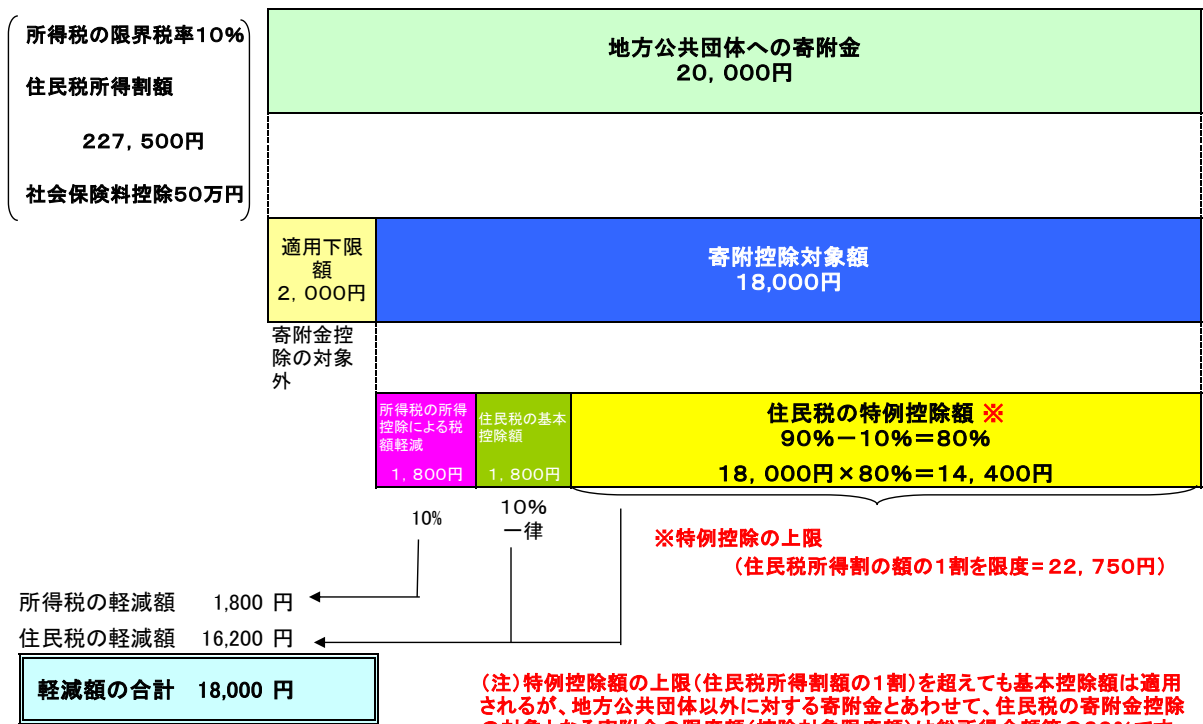 所得税の限界税率10%
住民税所得割額
227,500円
社会保険料控除50万円
地方公共団体への寄附金
20,000円
適用下限
額
2,000円
寄附控除対象額
18,000円
寄附金控
除の対象
外
所得税の所得
控除による税
額軽減
1,800円
住民税の基本
控除額
1,800円
住民税の特例控除額 ※
90%-10%=80%
18,000円×80%=14,400円
10%
10%
一律
※特例控除の上限
(住民税所得割の額の1割を限度=22,750円)
所得税の軽減額 1,800 円
住民税の軽減額 16,200 円
軽減額の合計 18,000 円
(注)特例控除額の上限(住民税所得割額の1割)を超えても基本控除額は適用
されるが、地方公共団体以外に対する寄附金とあわせて、住民税の寄附金控除